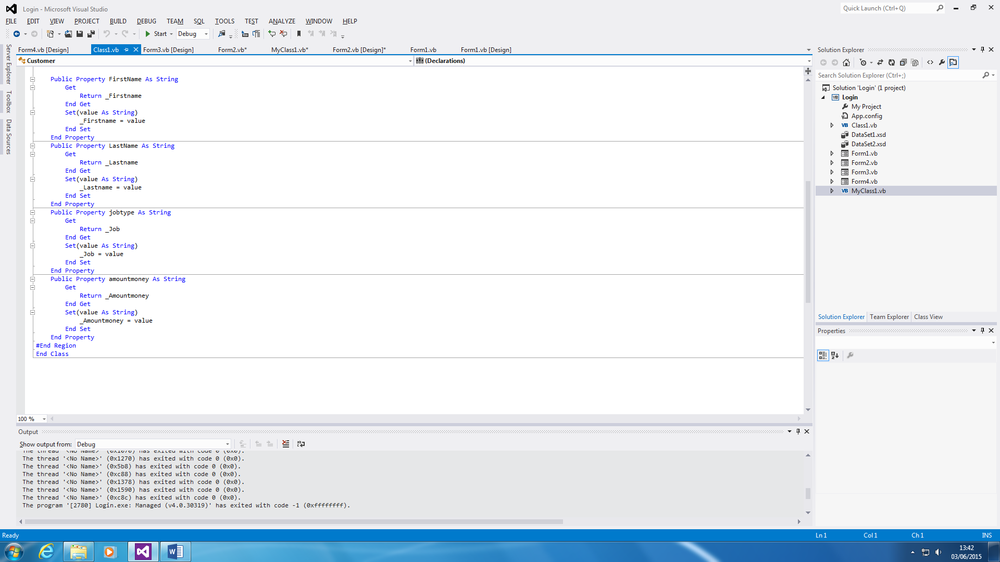 Login - Microsoft Visual Studio
Quick Launch (Ctrl+Q)
FILE EDIT VIEW PROJECT BUILD DEBUG TEAM SQL TOOLS TEST ANALYZE WINDOW HELP
Start Debug
Form4.vb [Design] Class1.vb Form3.vb [Design] Form2.vb* MyClass1.vb* Form2.vb [Design]* Form1.vb Form1.vb [Design]
Customer (Declarations)
Server Explorer
Toolbox
Data Sources
Public Property FirstName As String
Get
Return _Firstname
End Get
Set(value As String)
_Firstname = value
End Set
End Property
Public Property LastName As String
Get
Return _Lastname
End Get
Set(value As String)
_Lastname = value
End Set
End Property
Public Property jobtype As String
Get
Return _Job
End Get
Set(value As String)
_Job = value
End Set
End Property
Public Property amountmoney As String
Get
Return _Amountmoney
End Get
Set(value As String)
_Amountmoney = value
End Set
End Property
#End Region
End Class
100 %
Output
Show output from: Debug
The thread '<No Name>' (0x1070) has exited with code 0 (0x0).
The thread '<No Name>' (0x1270) has exited with code 0 (0x0).
The thread '<No Name>' (0x5b8) has exited with code 0 (0x0).
The thread '<No Name>' (0xc88) has exited with code 0 (0x0).
The thread '<No Name>' (0x1378) has exited with code 0 (0x0).
The thread '<No Name>' (0x1590) has exited with code 0 (0x0).
The thread '<No Name>' (0xc8c) has exited with code 0 (0x0).
The program '[2780] Login.exe: Managed (v4.0.30319)' has exited with code -1 (0xffffffff).
Solution Explorer
Search Solution Explorer (Ctrl+;)
Solution 'Login' (1 project)
VB Login
My Project
App.config
VB Class1.vb
DataSet1.xsd
DataSet2.xsd
Form1.vb
Form2.vb
Form3.vb
Form4.vb
VB MyClass1.vb
Solution Explorer Team Explorer Class View
Properties
Ready Ln 1 Col 1 Ch 1 INS
13:42
03/06/2015